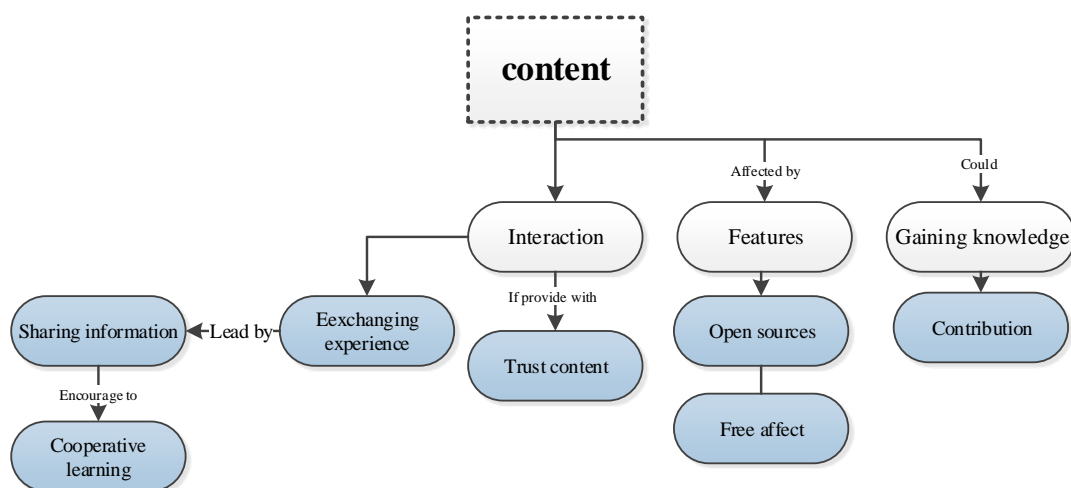 content
Affected by
Could
Interaction
Features
Gaining knowledge
If provide with
Sharing information
Lead by
Eexchanging
experience
Open sources
Contribution
Trust content
Encourage to
Free affect
Cooperative
learning